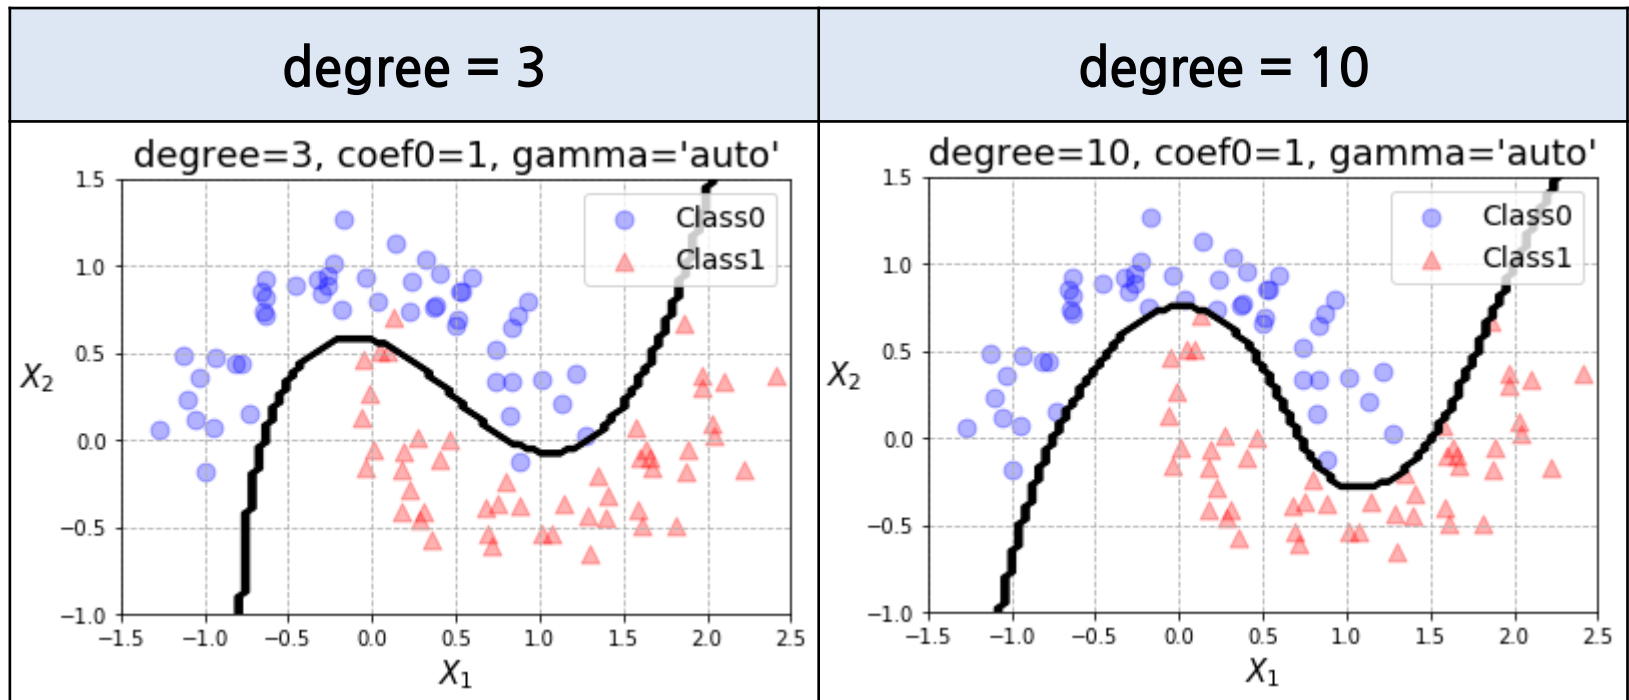 degree = 3
degree = 10
degree=3, coef0=1, gamma='auto'
1.5
1.0
0.5
0.0
−0.5
−1.0
X₂
Class0
Class1
−1.5 −1.0 −0.5 0.0 0.5 1.0 1.5 2.0 2.5
X₁
degree=10, coef0=1, gamma='auto'
1.5
1.0
0.5
0.0
−0.5
−1.0
X₂
Class0
Class1
−1.5 −1.0 −0.5 0.0 0.5 1.0 1.5 2.0 2.5
X₁